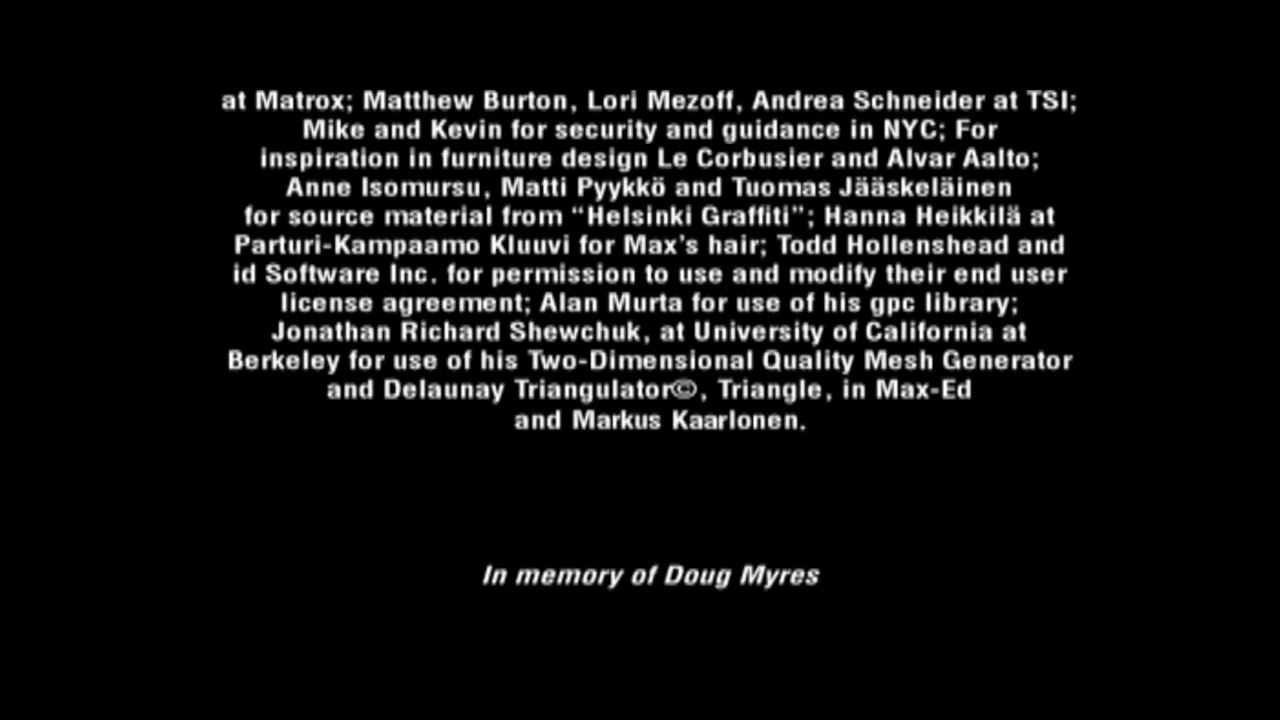 at Matrox; Matthew Burton, Lori Mezoff, Andrea Schneider at TSI;
Mike and Kevin for security and guidance in NYC; For
inspiration in furniture design Le Corbusier and Alvar Aalto;
Anne Isomursu, Matti Pyykkö and Tuomas Jääskeläinen
for source material from “Helsinki Graffiti”; Hanna Heikkilä at
Parturi-Kampaamo Kluuvi for Max’s hair; Todd Hollenshead and
id Software Inc. for permission to use and modify their end user
license agreement; Alan Murta for use of his gpc library;
Jonathan Richard Shewchuk, at University of California at
Berkeley for use of his Two-Dimensional Quality Mesh Generator
and Delaunay Triangulator©, Triangle, in Max-Ed
and Markus Kaarlonen.
In memory of Doug Myres